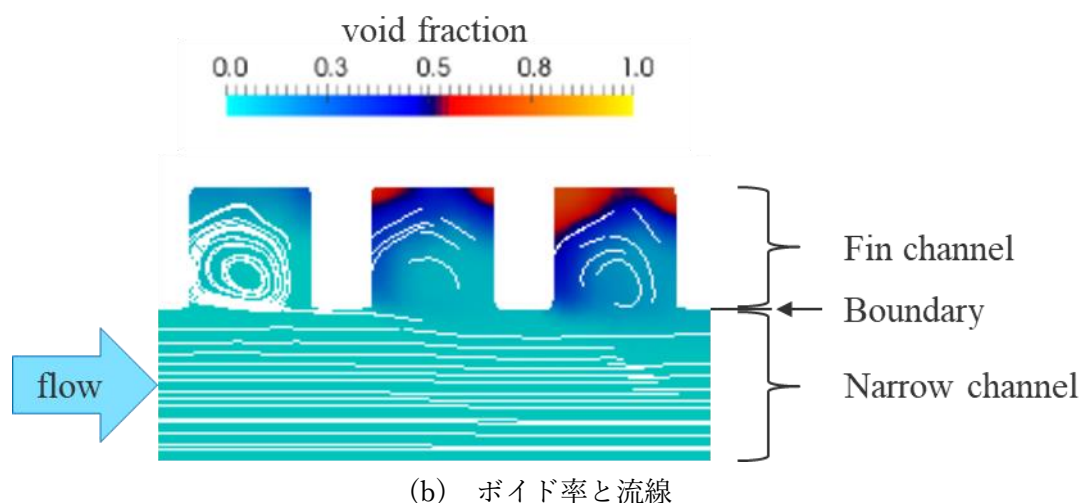 void fraction
0.0 0.3 0.5 0.8 1.0
Fin channel
Boundary
flow
Narrow channel
(b) ボイド率と流線